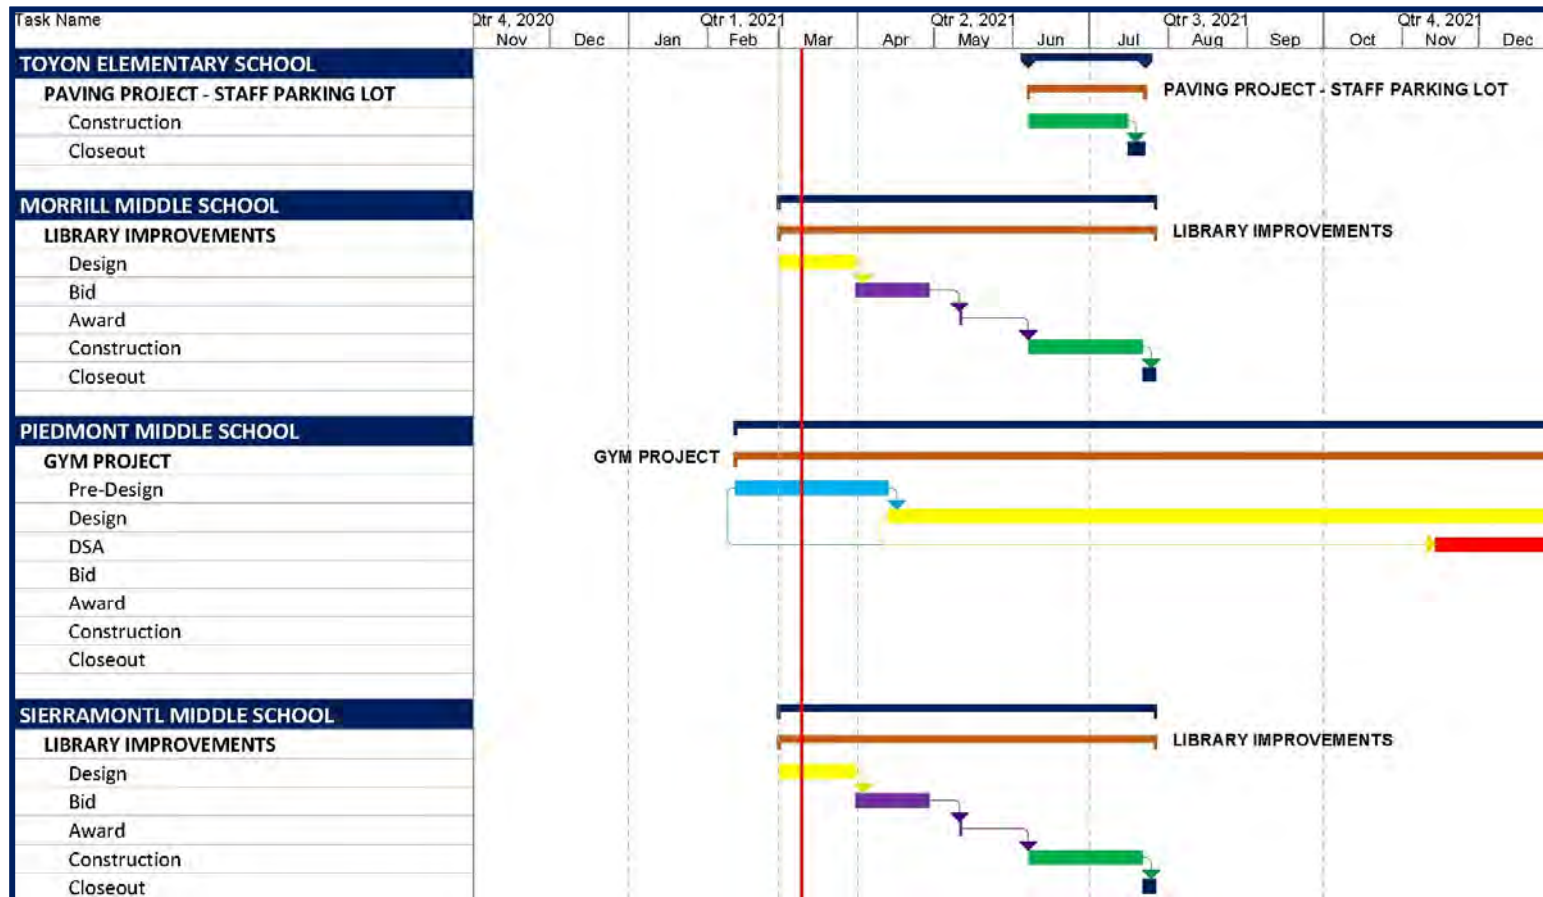 Task Name Qtr 4, 2020 Qtr 1, 2021 Qtr 2, 2021 Qtr 3, 2021 Qtr 4, 2021
Nov Dec Jan Feb Mar Apr May Jun Jul Aug Sep Oct Nov Dec
TOYON ELEMENTARY SCHOOL
PAVING PROJECT - STAFF PARKING LOT PAVING PROJECT - STAFF PARKING LOT
Construction
Closeout
MORRILL MIDDLE SCHOOL
LIBRARY IMPROVEMENTS LIBRARY IMPROVEMENTS
Design
Bid
Award
Construction
Closeout
PIEDMONT MIDDLE SCHOOL
GYM PROJECT GYM PROJECT
Pre-Design
Design
DSA
Bid
Award
Construction
Closeout
SIERRAMONTL MIDDLE SCHOOL
LIBRARY IMPROVEMENTS LIBRARY IMPROVEMENTS
Design
Bid
Award
Construction
Closeout